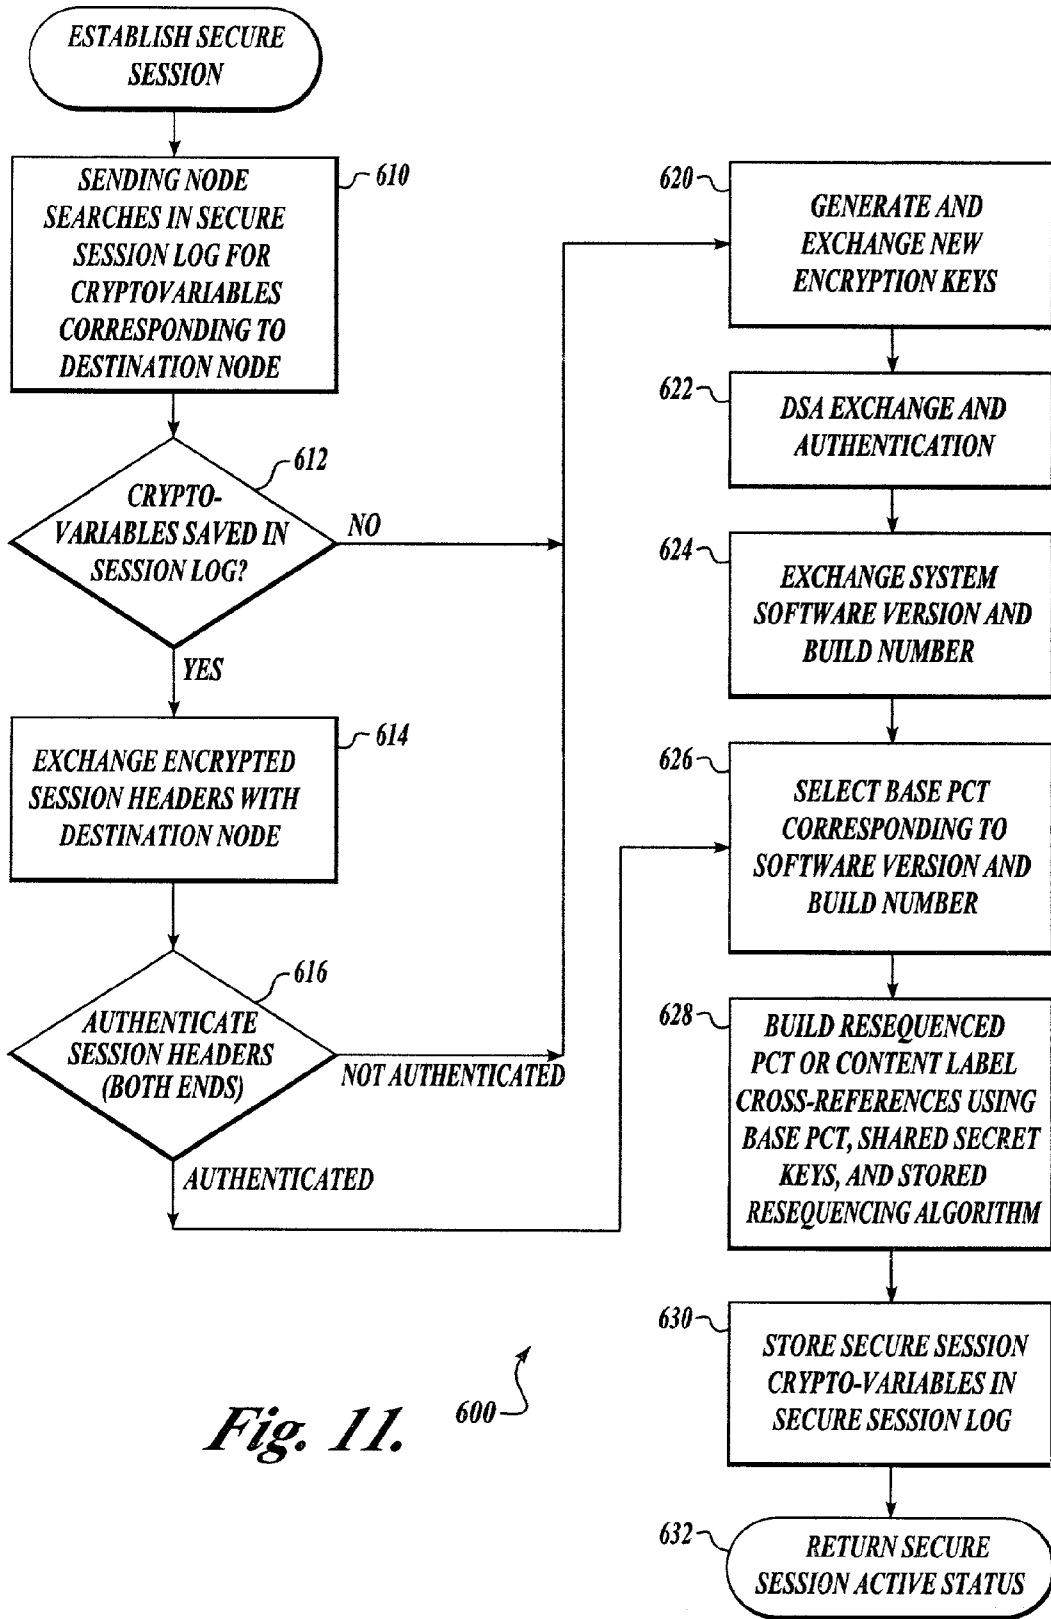 ESTABLISH SECURE
SESSION
SENDING NODE
SEARCHES IN SECURE
SESSION LOG FOR
CRYPTOVARIABLES
CORRESPONDING TO
DESTINATION NODE
610
CRYPTO-
VARIABLES SAVED IN
SESSION LOG?
612
NO
YES
EXCHANGE ENCRYPTED
SESSION HEADERS WITH
DESTINATION NODE
614
AUTHENTICATE
SESSION HEADERS
(BOTH ENDS)
616
NOT AUTHENTICATED
AUTHENTICATED
620
GENERATE AND
EXCHANGE NEW
ENCRYPTION KEYS
622
DSA EXCHANGE AND
AUTHENTICATION
624
EXCHANGE SYSTEM
SOFTWARE VERSION AND
BUILD NUMBER
626
SELECT BASE PCT
CORRESPONDING TO
SOFTWARE VERSION AND
BUILD NUMBER
628
BUILD RESEQUENCED
PCT OR CONTENT LABEL
CROSS-REFERENCES USING
BASE PCT, SHARED SECRET
KEYS, AND STORED
RESEQUENCING ALGORITHM
630
STORE SECURE SESSION
CRYPTO-VARIABLES IN
SECURE SESSION LOG
632
RETURN SECURE
SESSION ACTIVE STATUS
600
Fig. 11.